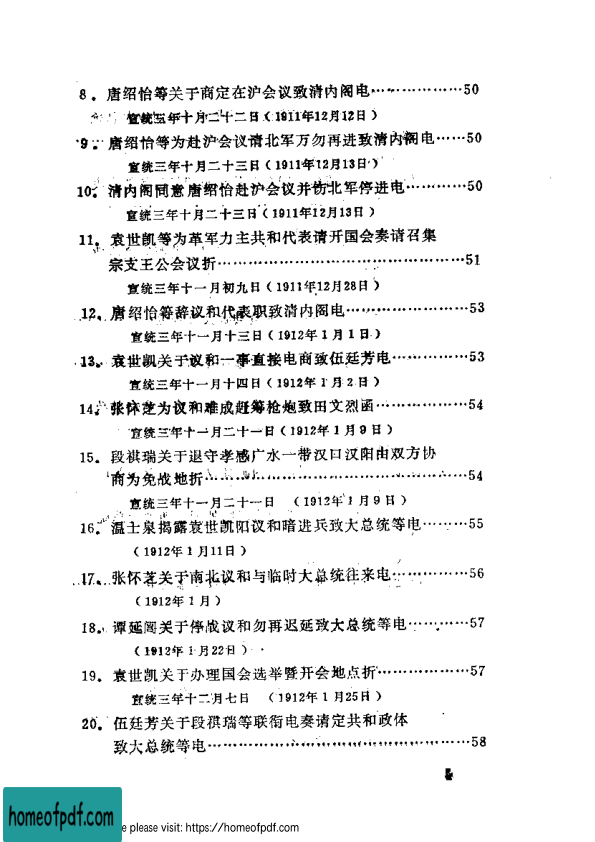 8．唐绍怡等关于商定在沪会议致清内阁电………………50
宣统三年十月二十二日（1911年12月12日）
9．唐绍怡等为赴沪会议请北军万勿再进致清内阁电……50
宣统三年十月二十三日（1911年12月13日）
10．清内阁同意唐绍怡赴沪会议并饬北军停进电…………50
宣统三年十月二十三日（1911年12月13日）
11．袁世凯等为革军力主共和代表请开国会奏请召集
宗支王公会议折………………………………………51
宣统三年十一月初九日（1911年12月28日）
12．唐绍怡等辞议和代表职致清内阁电…………………53
宣统三年十一月十三日（1912年1月1日）
13．袁世凯关于议和一事直接电商致伍廷芳电……………53
宣统三年十一月十四日（1912年1月2日）
14．张怀芝为议和难成赶筹枪炮致田文烈函………………54
宣统三年十一月二十一日（1912年1月9日）
15．段祺瑞关于退守孝感广水一带汉口汉阳由双方协
商为免战地折…………………………………………54
宣统三年十一月二十一日　（1912年1月9日）
16．温士泉揭露袁世凯阳议和暗进兵致大总统等电………55
（1912年1月11日）
17．张怀芝关于南北议和与临时大总统往来电……………56
（1912年1月）
18．谭延闿关于停战议和勿再迟延致大总统等电…………57
（1912年1月22日）
19．袁世凯关于办理国会选举暨开会地点折………………57
宣统三年十二月七日　（1912年1月25日）
20．伍廷芳关于段祺瑞等联衔电奏请定共和政体
致大总统等电…………………………………………58
homeofpdf.com
e please visit: https://homeofpdf.com